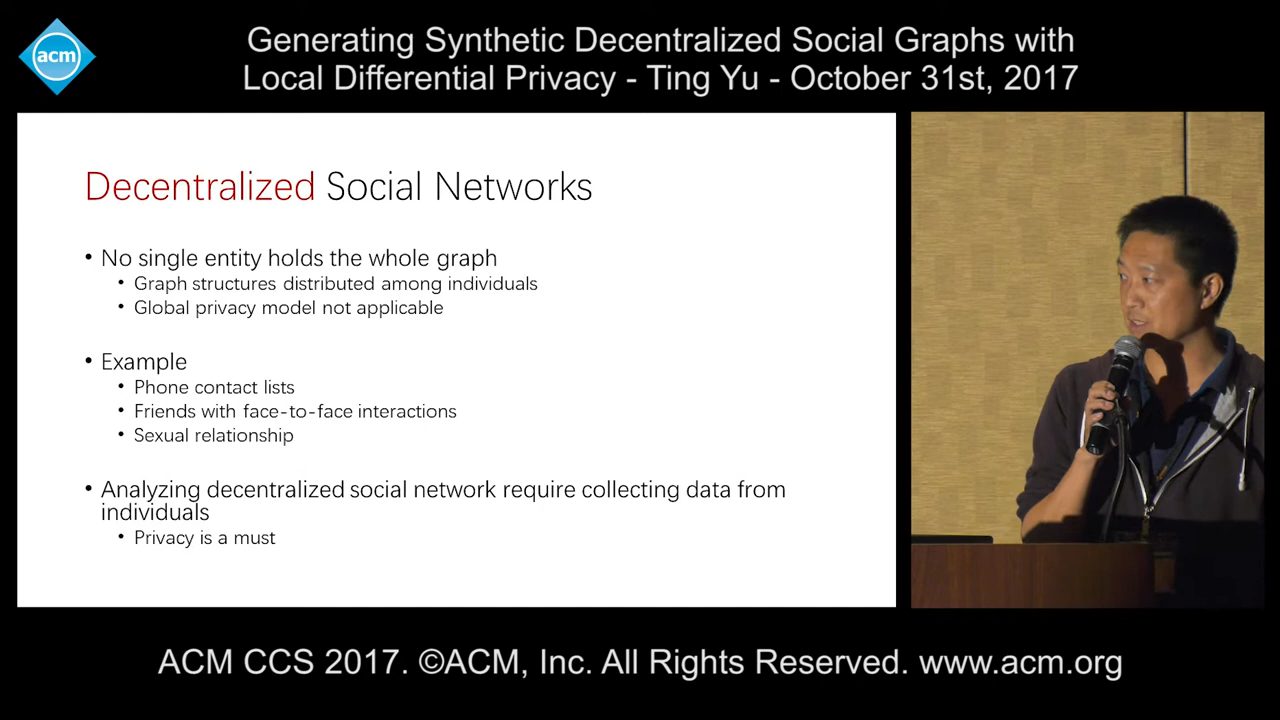 acm
Generating Synthetic Decentralized Social Graphs with
Local Differential Privacy - Ting Yu - October 31st, 2017
Decentralized Social Networks
• No single entity holds the whole graph
• Graph structures distributed among individuals
• Global privacy model not applicable
• Example
• Phone contact lists
• Friends with face-to-face interactions
• Sexual relationship
• Analyzing decentralized social network require collecting data from
individuals
• Privacy is a must
ACM CCS 2017. ©ACM, Inc. All Rights Reserved. www.acm.org